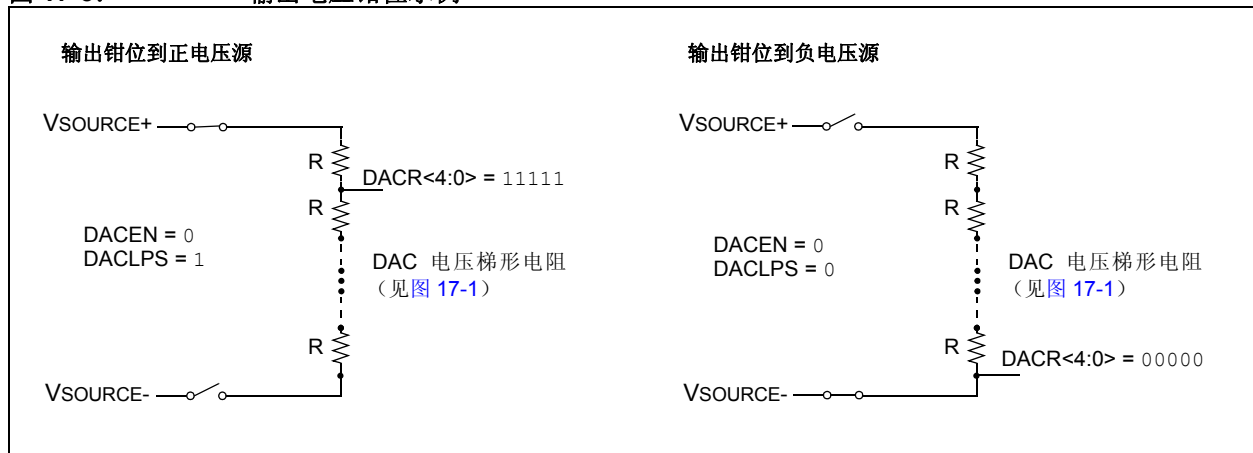 输出钳位到正电压源
VSOURCE+
R
DACR<4:0> = 11111
R
DACEN = 0
DACLPS = 1
DAC 电压梯形电阻
（见图 17-1）
R
VSOURCE-
输出钳位到负电压源
VSOURCE+
R
R
DACEN = 0
DACLPS = 0
DAC 电压梯形电阻
（见图 17-1）
R
DACR<4:0> = 00000
VSOURCE-